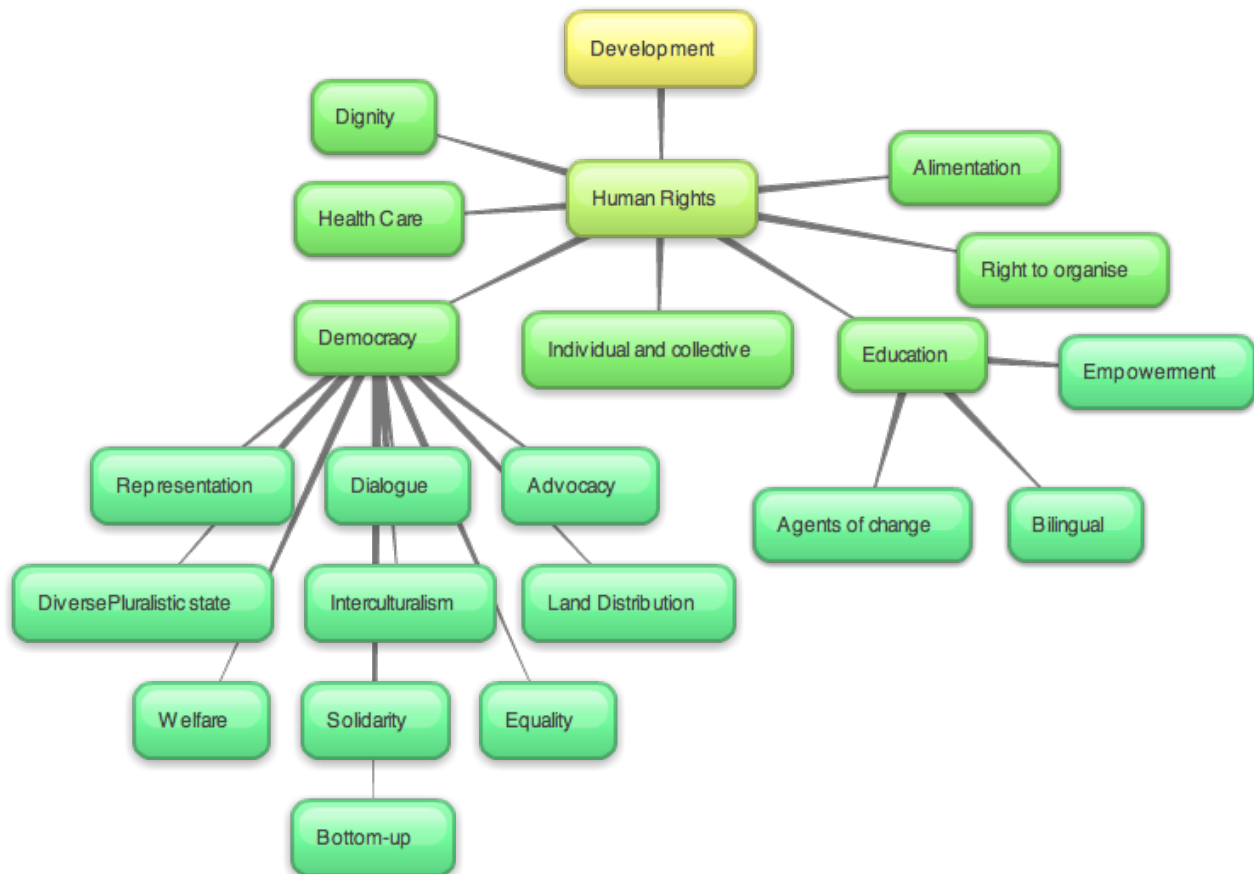 Development
Dignity
Alimentation
Human Rights
Health Care
Right to organise
Democracy
Individual and collective
Education
Empowerment
Representation
Dialogue
Advocacy
Agents of change
Bilingual
DiversePluralistic state
Interculturalism
Land Distribution
Welfare
Solidarity
Equality
Bottom-up